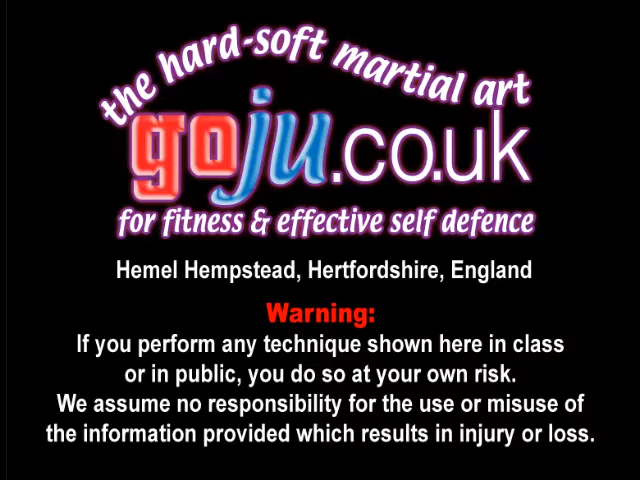 the hard-soft martial art
goju.co.uk
for fitness & effective self defence
Hemel Hempstead, Hertfordshire, England
Warning:
If you perform any technique shown here in class
or in public, you do so at your own risk.
We assume no responsibility for the use or misuse of
the information provided which results in injury or loss.